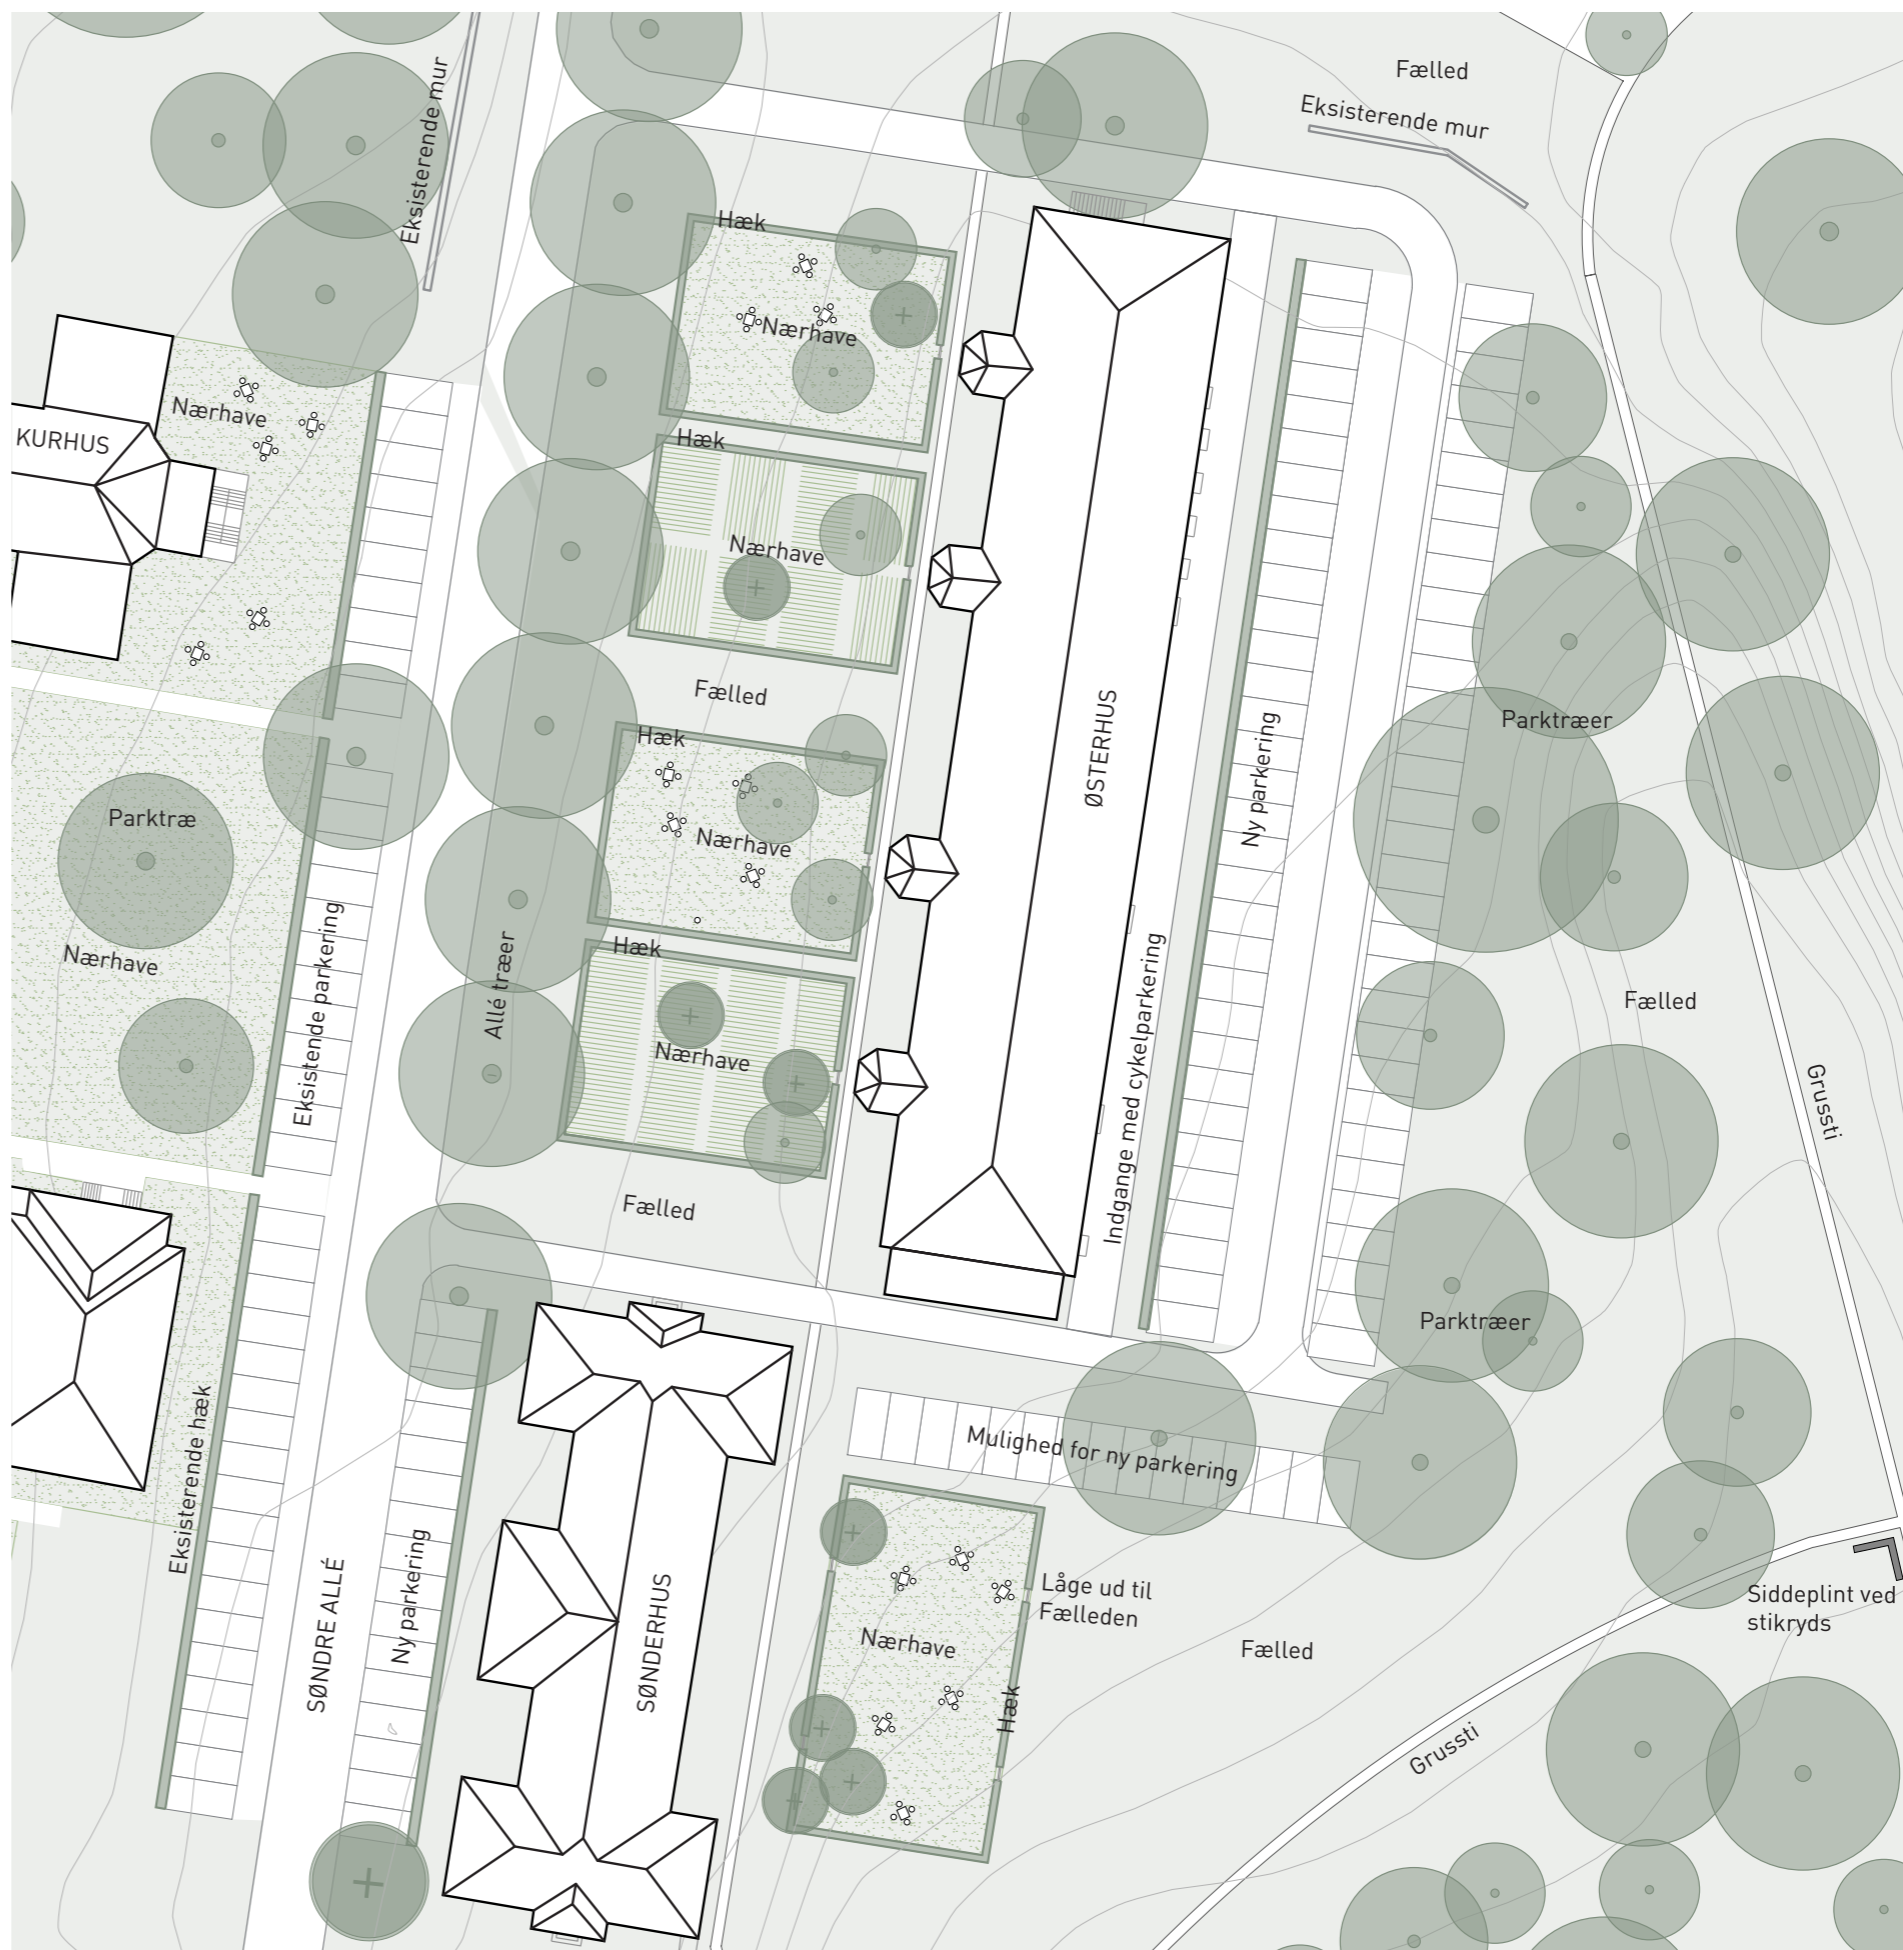 Fælled
Eksisterende mur
Eksisterende mur
Hæk
Nærhave
Nærhave
KURHUS
Hæk
Nærhave
Fælled
Hæk
ØSTERHUS
Ny parkering
Parktræer
Parktræ
Nærhave
Nærhave
Eksistende parkering
Allé træer
Hæk
Nærhave
Indgange med cykelparkering
Fælled
Grussti
Fælled
Parktræer
Eksisterende hæk
Mulighed for ny parkering
SØNDRE ALLÉ
Ny parkering
SØNDERHUS
Låge ud til
Fælleden
Nærhave
Hæk
Fælled
Siddeplint ved
stikryds
Grussti